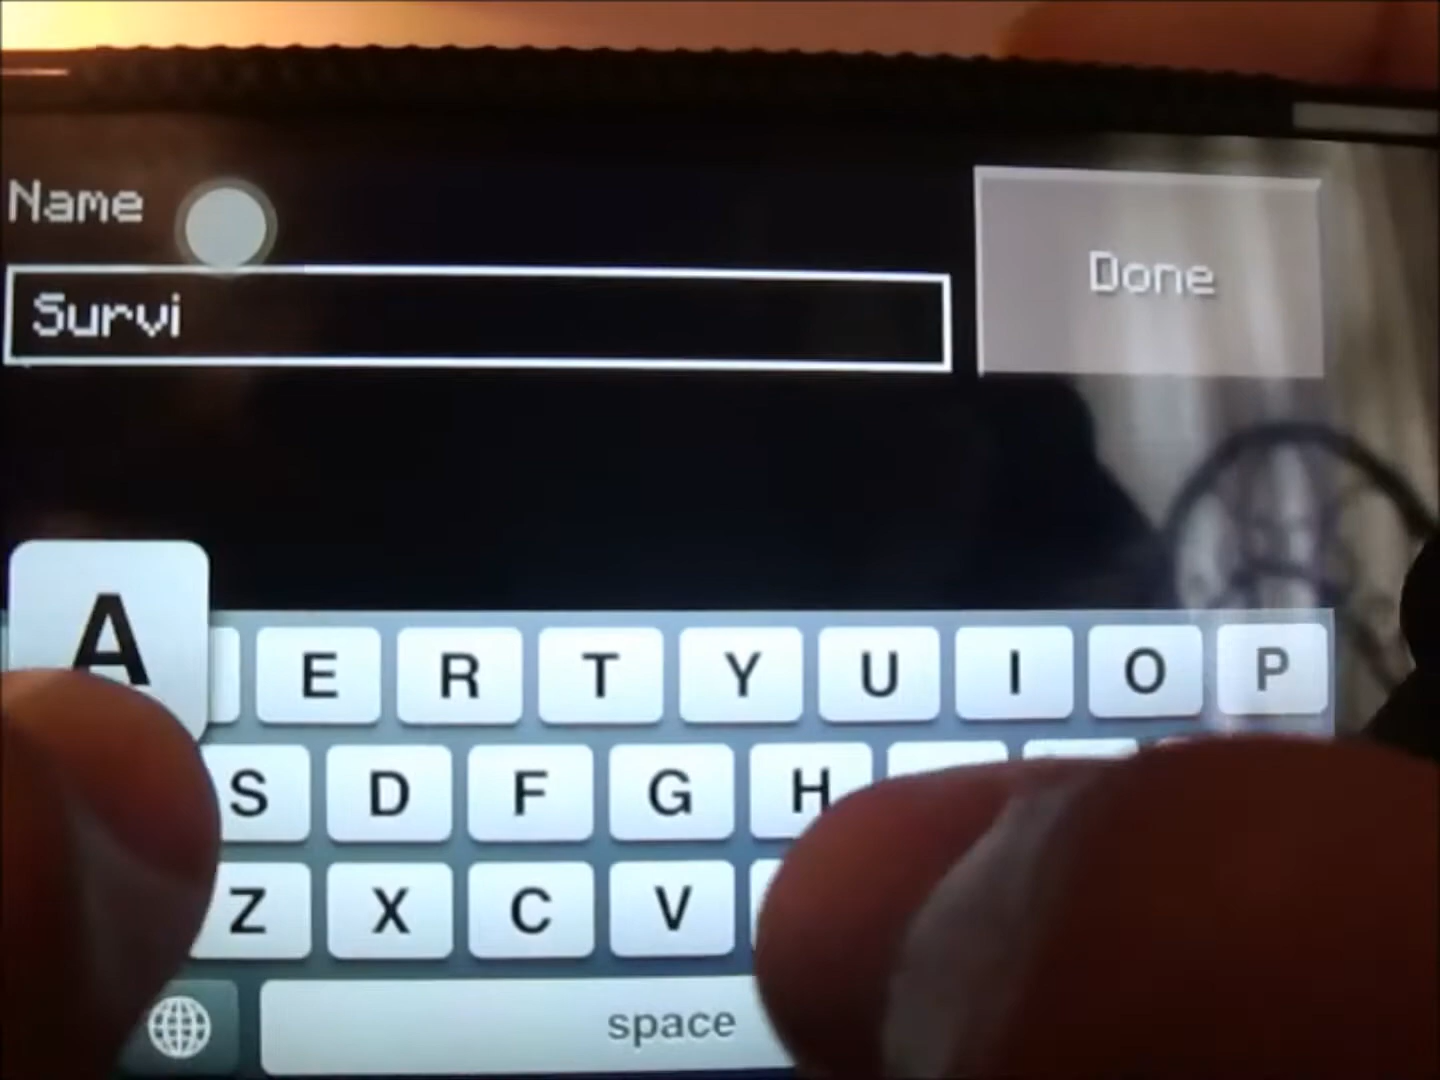 Name
Survi
Done
A
E R T Y U I O P
S D F G H
Z X C V
space